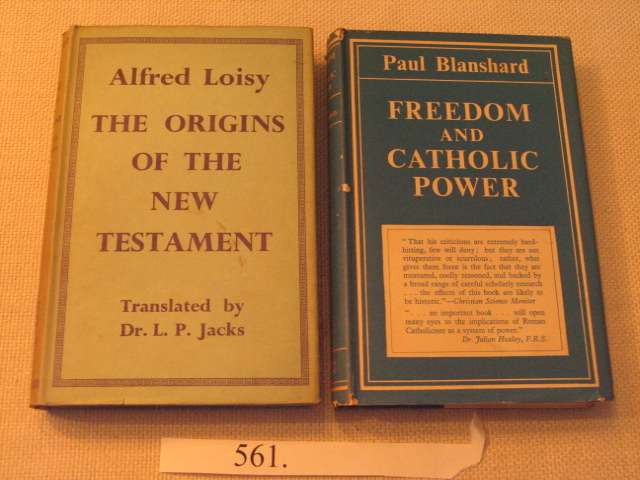 Alfred Loisy
THE ORIGINS
OF THE
NEW
TESTAMENT
Translated by
Dr. L. P. Jacks
Paul Blanshard
FREEDOM
AND
CATHOLIC
POWER
"That his criticisms are extremely hard-
hitting, few will deny; but they are not
vituperative or scurrilous; rather, what
gives them force is the fact that they are
measured, coolly reasoned, and backed by
a broad range of careful scholarly research
. . . the effects of this book are likely to
be historic."—Christian Science Monitor
". . . an important book . . . will open
many eyes to the implications of Roman
Catholicism as a system of power."
Dr. Julian Huxley, F.R.S.
561.